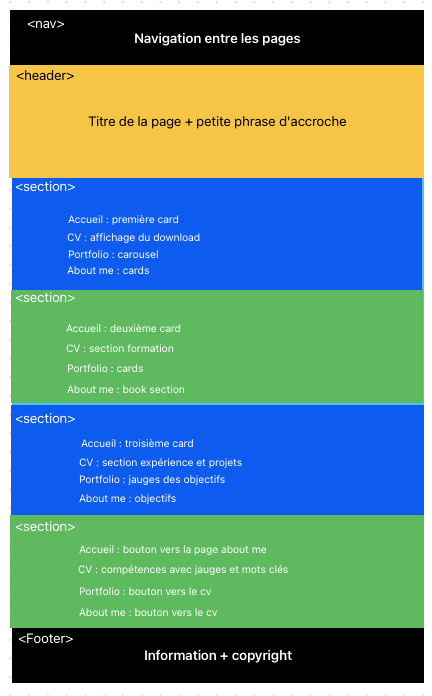 <nav>
Navigation entre les pages
<header>
Titre de la page + petite phrase d'accroche
<section>
Accueil : première card
CV : affichage du download
Portfolio : carousel
About me : cards
<section>
Accueil : deuxième card
CV : section formation
Portfolio : cards
About me : book section
<section>
Accueil : troisième card
CV : section expérience et projets
Portfolio : jauges des objectifs
About me : objectifs
<section>
Accueil : bouton vers la page about me
CV : compétences avec jauges et mots clés
Portfolio : bouton vers le cv
About me : bouton vers le cv
<Footer>
Information + copyright